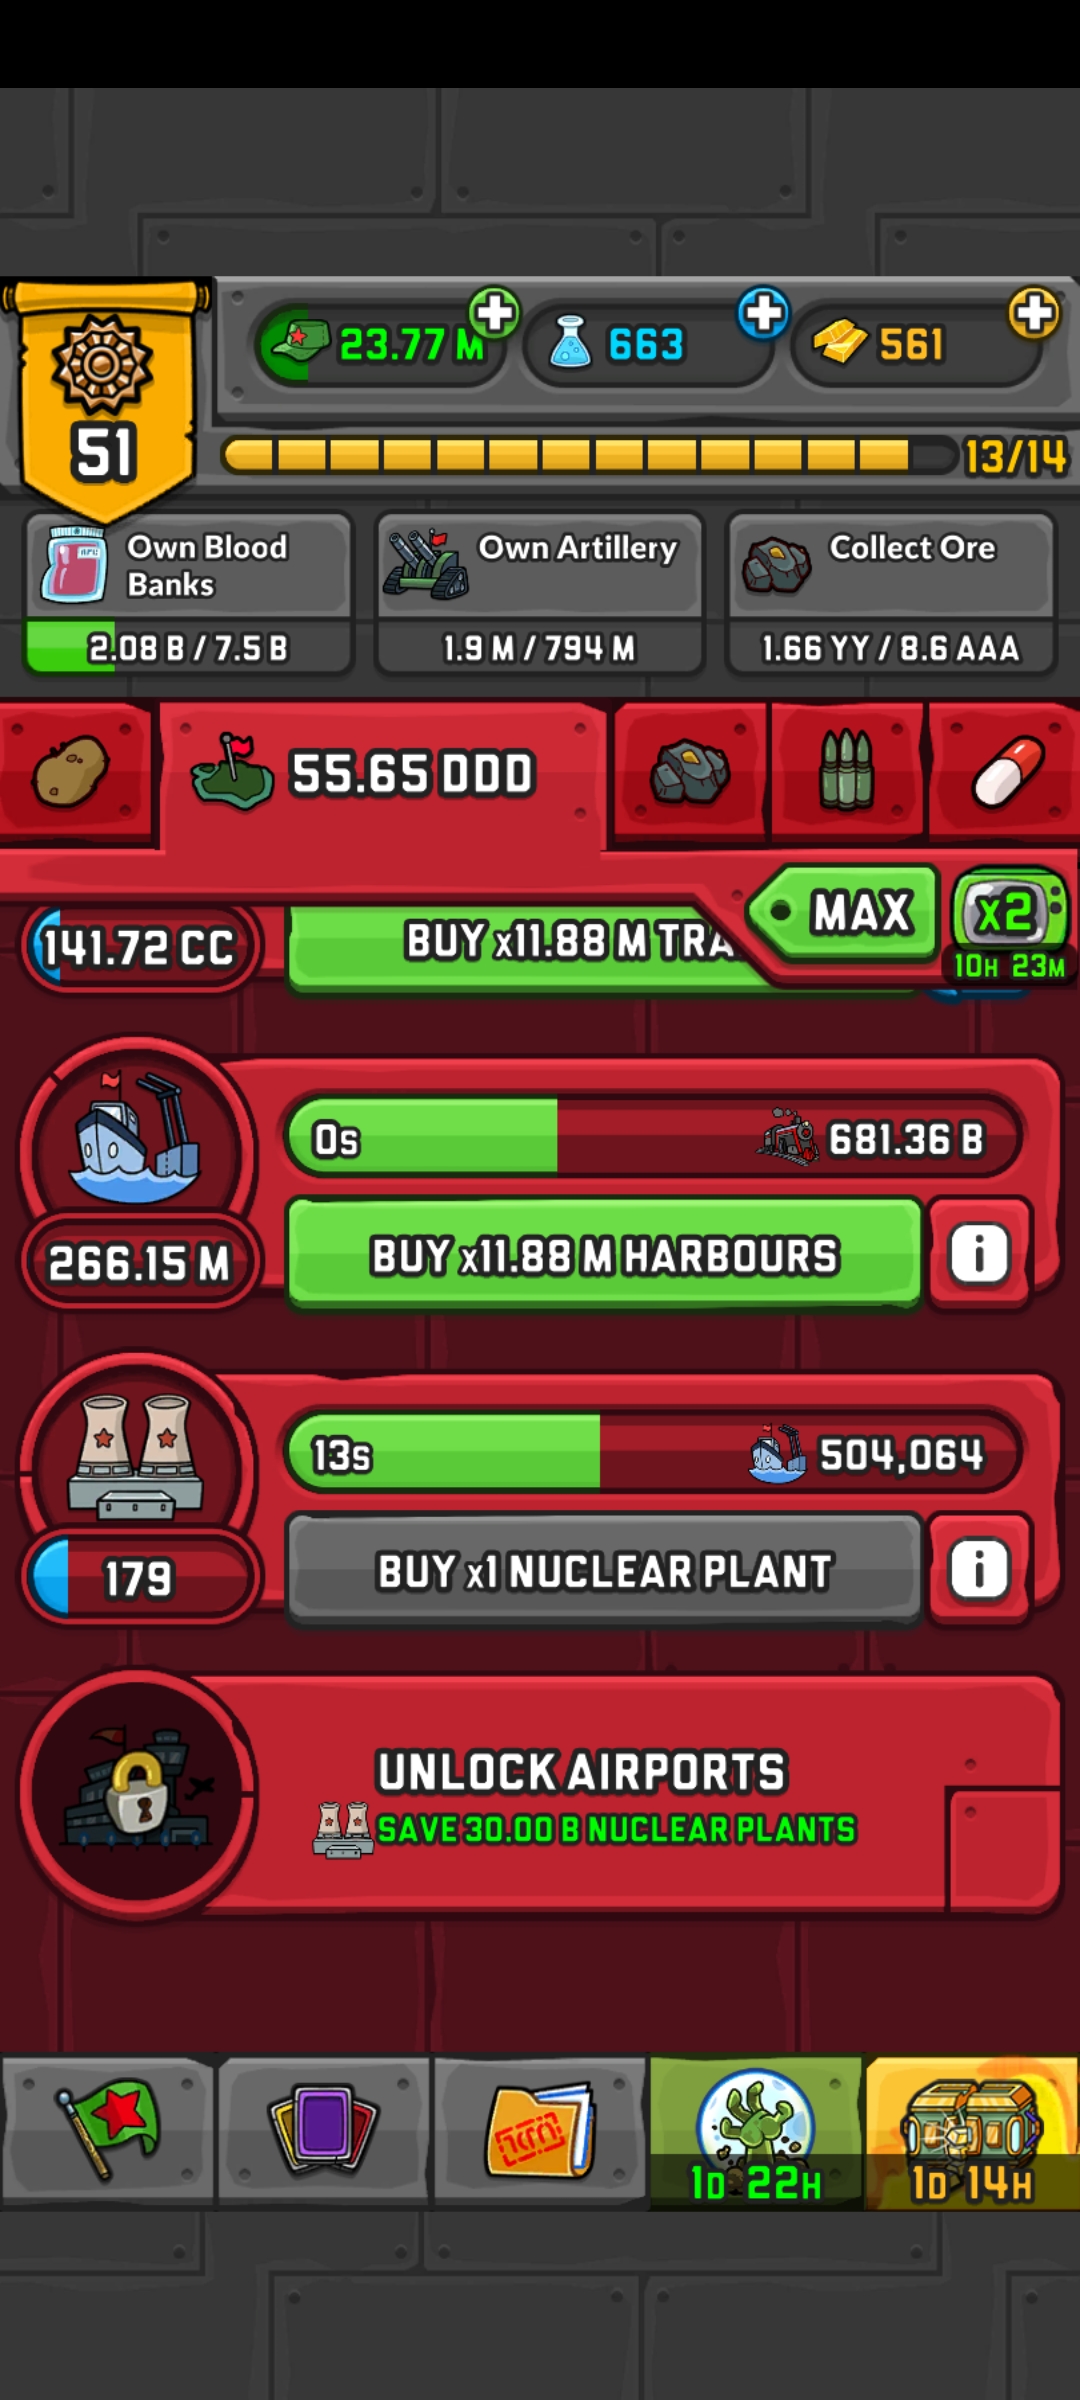 23.77 M
663
561
51
13/14
Own Blood
Banks
2.08 B / 7.5 B
Own Artillery
1.9 M / 794 M
Collect Ore
1.66 YY / 8.6 AAA
55.65 DDD
MAX
x2
10H 23M
141.72 CC
BUY x11.88 M TRA
0s
681.36 B
266.15 M
BUY x11.88 M HARBOURS
i
13s
504,064
179
BUY x1 NUCLEAR PLANT
i
UNLOCK AIRPORTS
SAVE 30.00 B NUCLEAR PLANTS
1D 22H
1D 14H